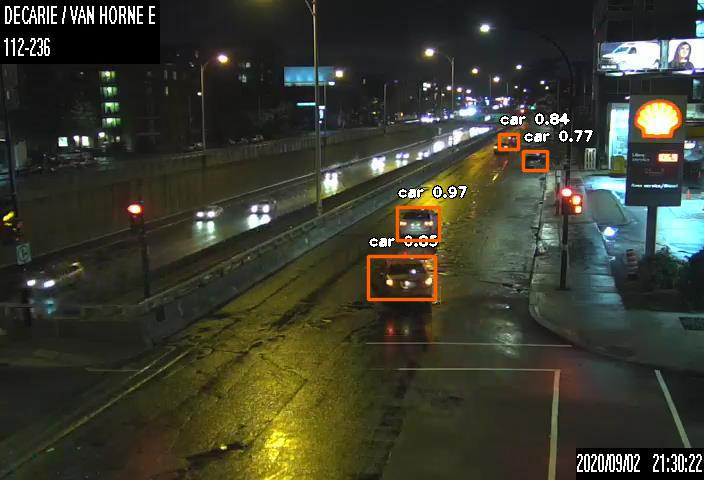 DECARIE / VAN HORNE E
112-236
car 0.84
car 0.77
car 0.97
car 0.85
2020/09/02 21:30:22